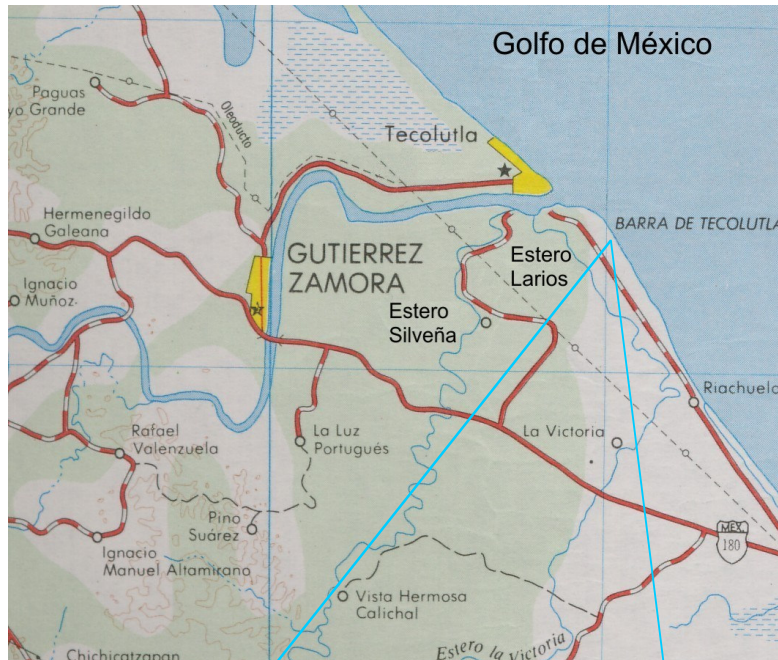 Golfo de México
Paguas
yo Grande
Oleoducto
Tecolutla
Hermenegildo
Galeana
BARRA DE TECOLUTLA
GUTIERREZ
ZAMORA
Estero
Larios
Ignacio
Muñoz
Estero
Silveña
Riachuelo
Rafael
Valenzuela
La Luz
Portugués
La Victoria
Pino
Suárez
MEX
180
Ignacio
Manuel Altamirano
Vista Hermosa
Calichal
Chichicatzapan
Estero la Victoria